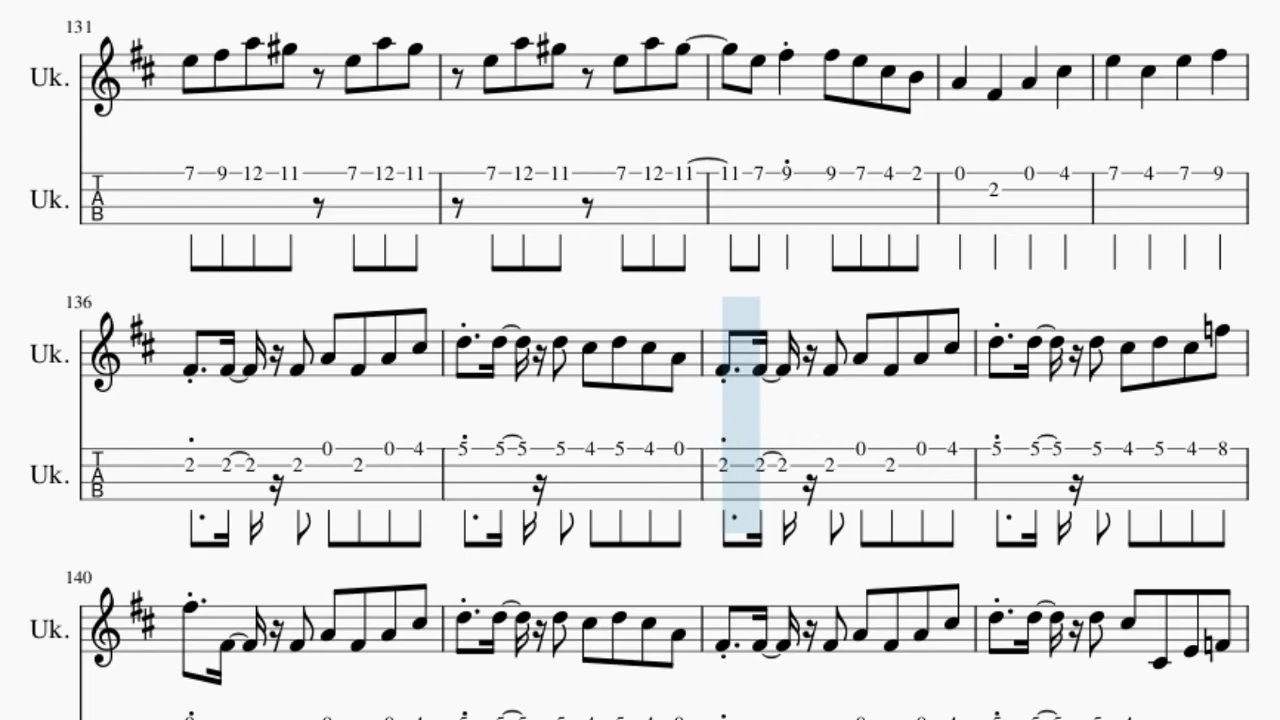 131
Uk.
7 9 12 11 7 12 11 7 12 11 7 12 11 11 7 9 9 7 4 2 0 0 4 7 4 7 9
2
Uk.
T
A
B
136
Uk.
5 5 5 5 4 5 4 0 5 5 5 5 4 5 4 8
0 0 4 0 0 4
2 2 2 2 2 2 2 2 2 2
Uk.
T
A
B
140
Uk.